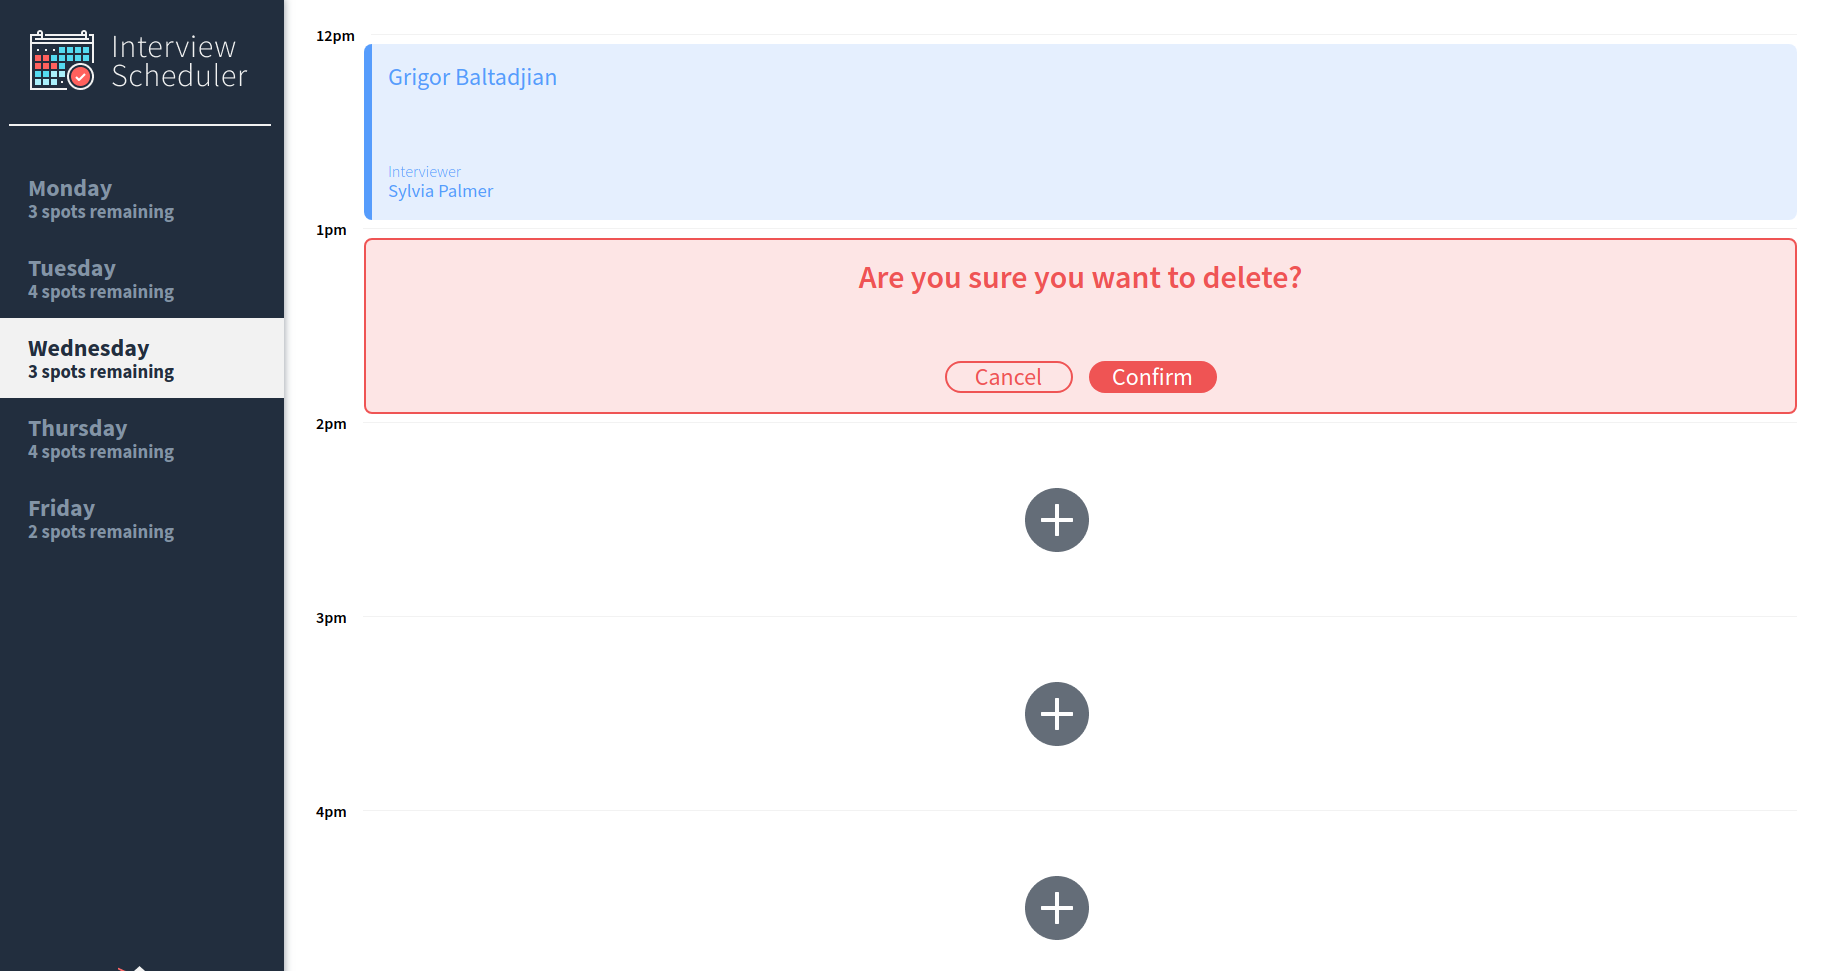 Interview
Scheduler
Monday
3 spots remaining
Tuesday
4 spots remaining
Wednesday
3 spots remaining
Thursday
4 spots remaining
Friday
2 spots remaining
12pm
Grigor Baltadjian
Interviewer
Sylvia Palmer
1pm
Are you sure you want to delete?
Cancel Confirm
2pm
3pm
4pm